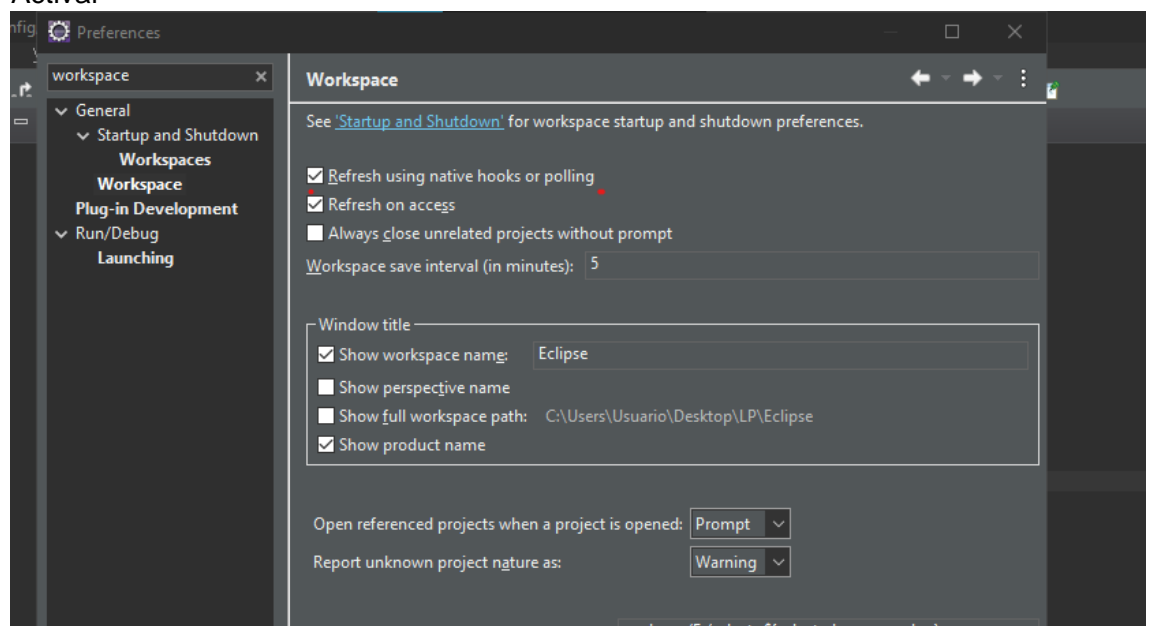 Preferences
workspace
General
Startup and Shutdown
Workspaces
Workspace
Plug-in Development
Run/Debug
Launching
Workspace
See 'Startup and Shutdown' for workspace startup and shutdown preferences.
Refresh using native hooks or polling
Refresh on access
Always close unrelated projects without prompt
Workspace save interval (in minutes): 5
Window title
Show workspace name: Eclipse
Show perspective name
Show full workspace path: C:\Users\Usuario\Desktop\LP\Eclipse
Show product name
Open referenced projects when a project is opened: Prompt
Report unknown project nature as: Warning